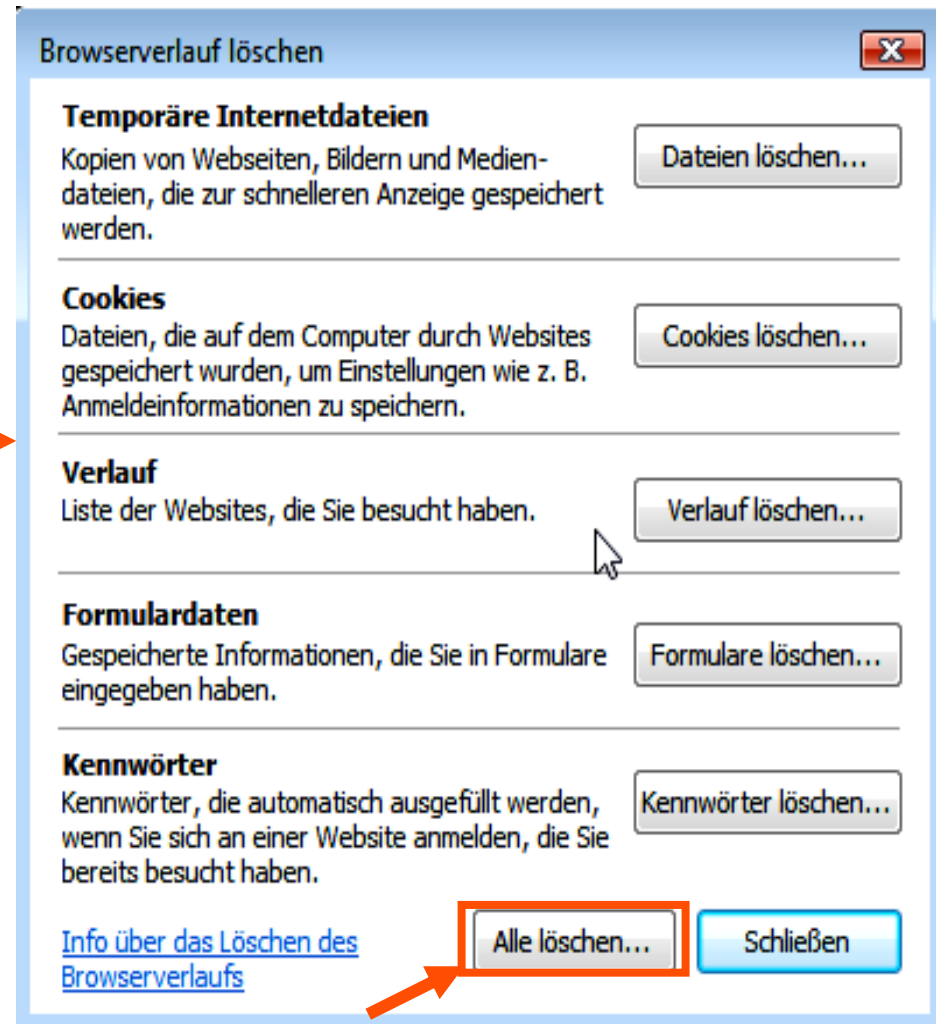 Browserverlauf löschen
Temporäre Internetdateien
Kopien von Webseiten, Bildern und Medien-
dateien, die zur schnelleren Anzeige gespeichert
werden.
Dateien löschen...
Cookies
Dateien, die auf dem Computer durch Websites
gespeichert wurden, um Einstellungen wie z. B.
Anmeldeinformationen zu speichern.
Cookies löschen...
Verlauf
Liste der Websites, die Sie besucht haben.
Verlauf löschen...
Formulardaten
Gespeicherte Informationen, die Sie in Formulare
eingegeben haben.
Formulare löschen...
Kennwörter
Kennwörter, die automatisch ausgefüllt werden,
wenn Sie sich an einer Website anmelden, die Sie
bereits besucht haben.
Kennwörter löschen...
Info über das Löschen des
Browserverlaufs
Alle löschen...
Schließen